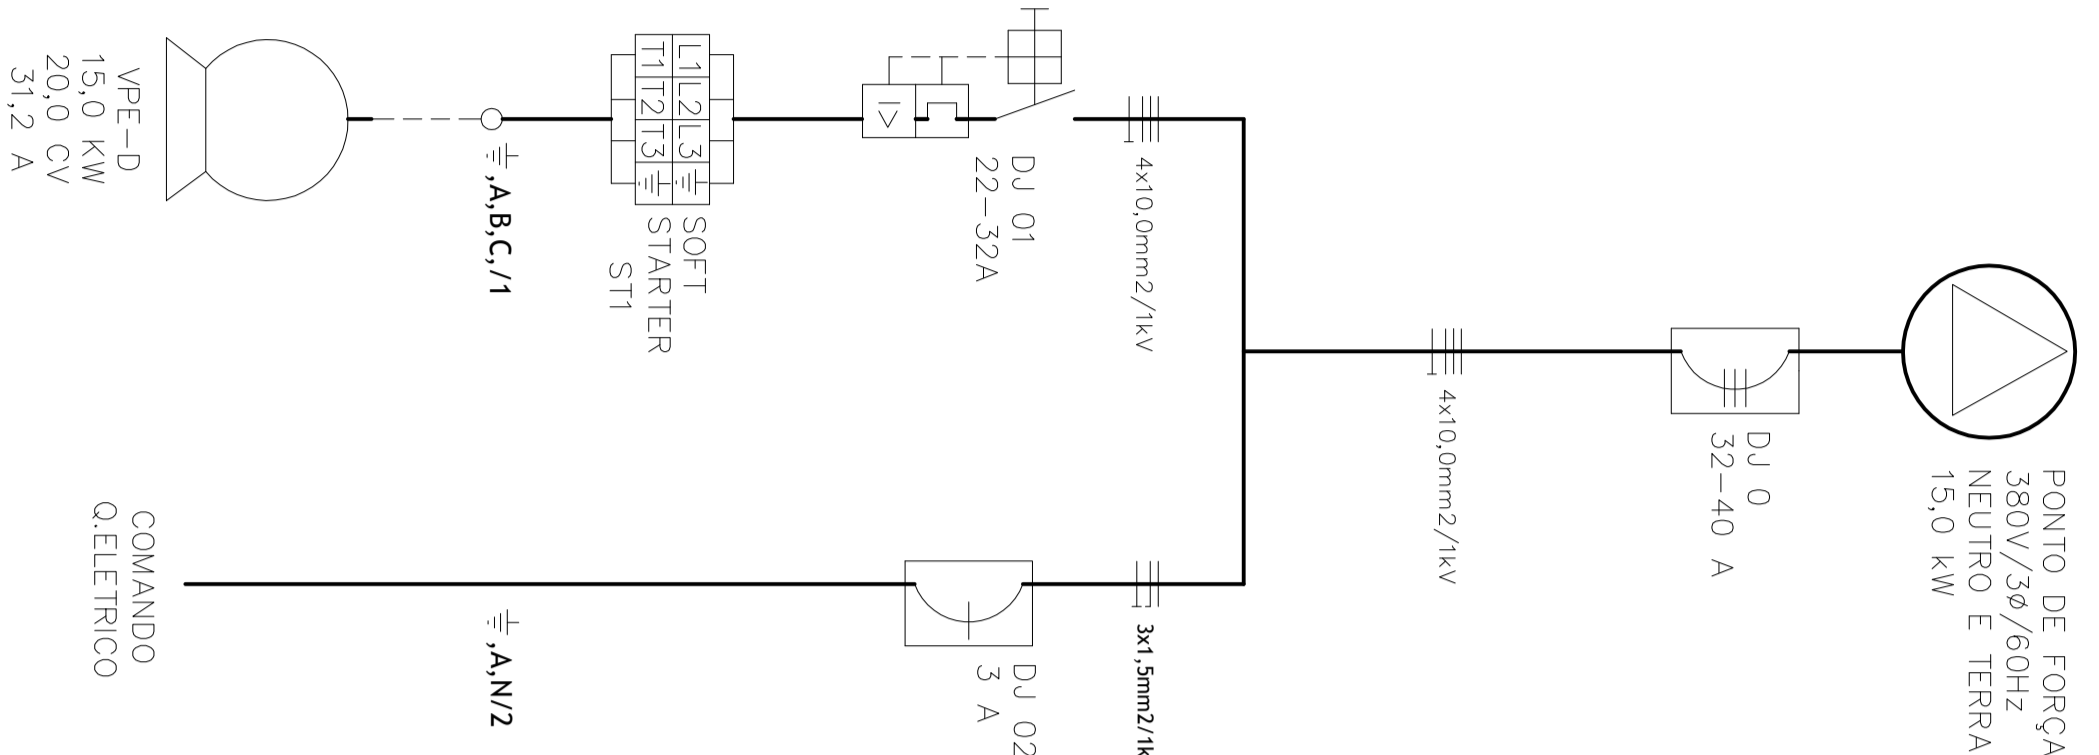 PONTO DE FORÇA
380V/3Ø/60Hz
NEUTRO E TERRA
15,0 kW
DJ 0
32-40 A
4x10,0mm2/1kV
4x10,0mm2/1kV
DJ 01
22-32A
L1 L2 L3
T1 T2 T3
SOFT
STARTER
ST1
,A,B,C,/1
VPE-D
15,0 KW
20,0 CV
31,2 A
3x1,5mm2/1k
DJ 02
3 A
,A,N/2
COMANDO
Q.ELETRICO